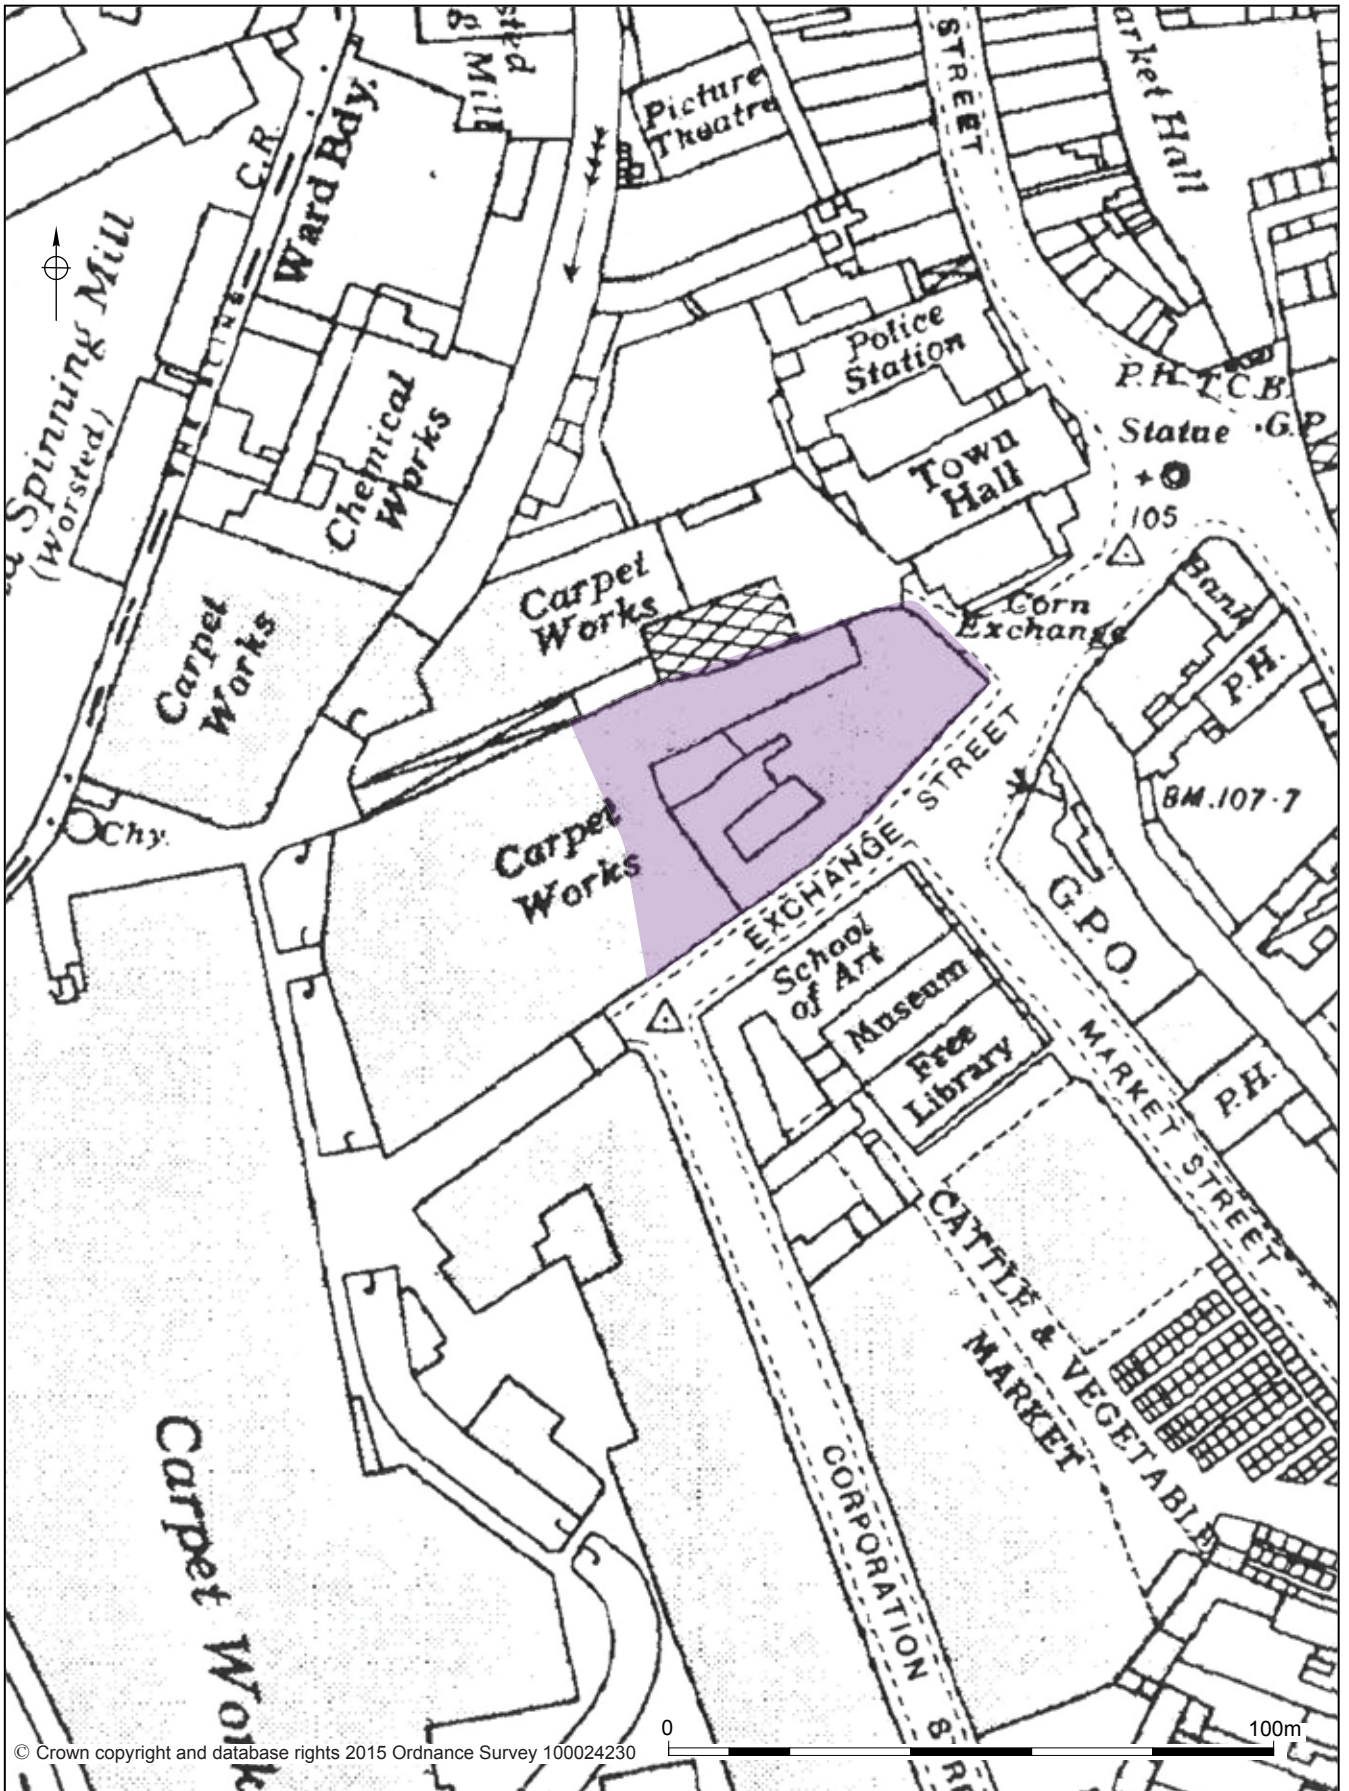 Mill
Picture
Theatre
STREET
Market Hall
C.R.
Ward Bdy.
Spinning Mill
(Worsted)
Police
Station
P.H.
T.C.B.
Statue
G.P.
Chemical
Works
Town
Hall
105
Carpet
Works
Carpet
Works
Corn
Exchange
Bank
P.H.
EXCHANGE STREET
B.M.107·7
Chy.
Carpet
Works
G.P.O.
School
of Art
Museum
Free
Library
MARKET STREET
P.H.
CATTLE & VEGETABLE
MARKET
CORPORATION
Carpet
0
100m
© Crown copyright and database rights 2015 Ordnance Survey 100024230